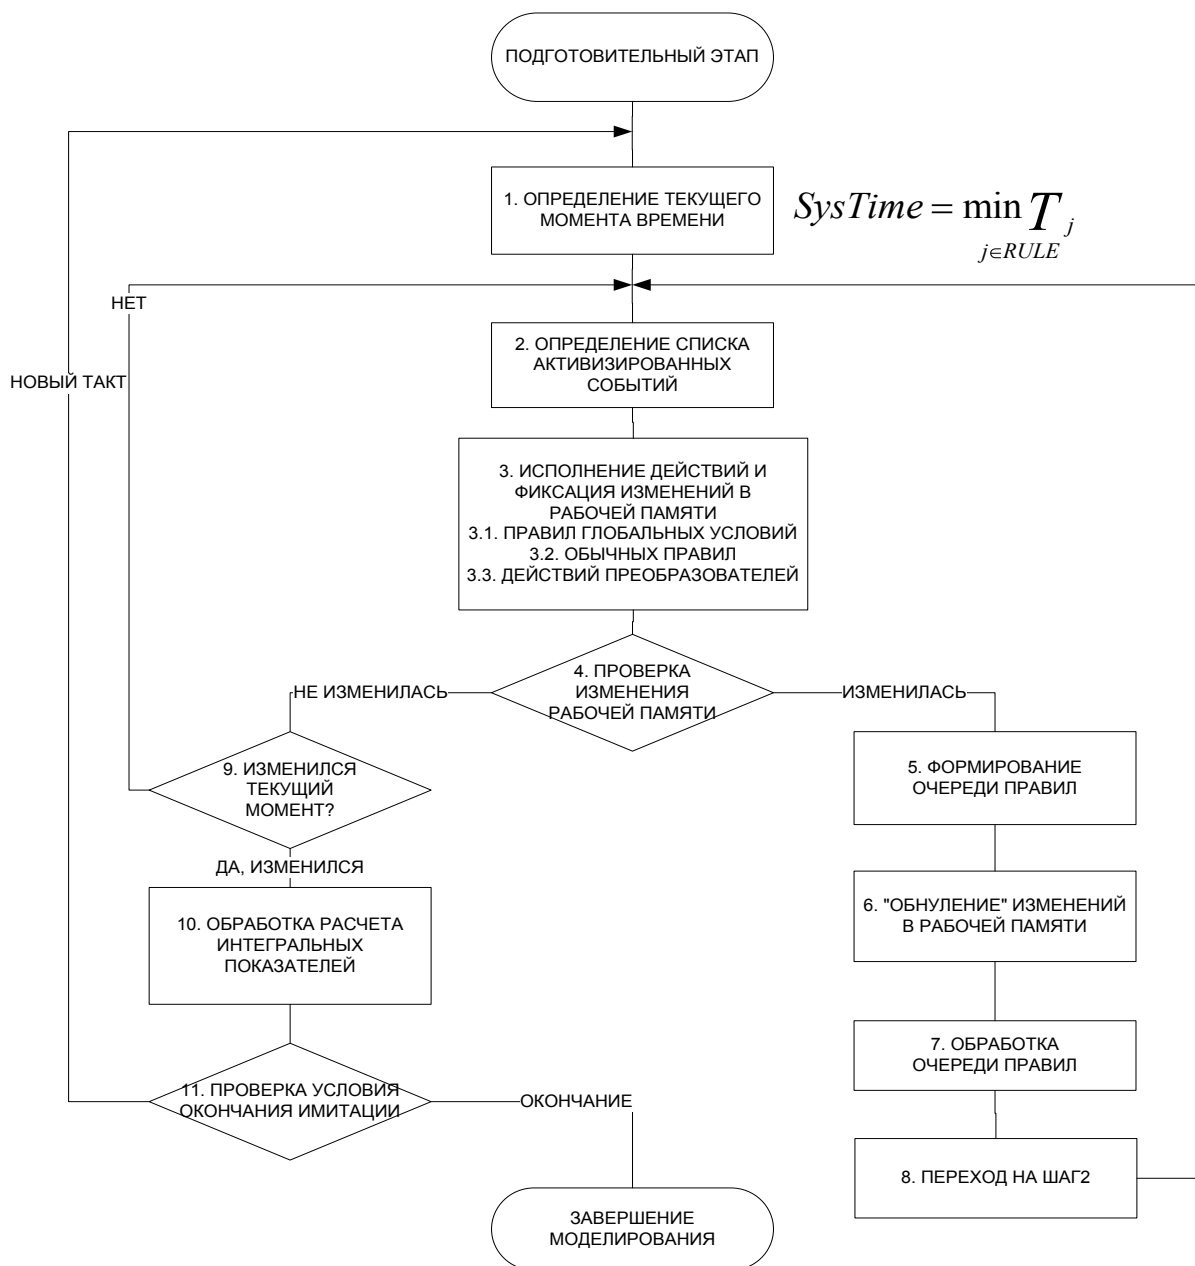 ПОДГОТОВИТЕЛЬНЫЙ ЭТАП
1. ОПРЕДЕЛЕНИЕ ТЕКУЩЕГО
МОМЕНТА ВРЕМЕНИ
SysTime = min T j
j∈RULE
НЕТ
2. ОПРЕДЕЛЕНИЕ СПИСКА
АКТИВИЗИРОВАННЫХ
СОБЫТИЙ
НОВЫЙ ТАКТ
3. ИСПОЛНЕНИЕ ДЕЙСТВИЙ И
ФИКСАЦИЯ ИЗМЕНЕНИЙ В
РАБОЧЕЙ ПАМЯТИ
3.1. ПРАВИЛ ГЛОБАЛЬНЫХ УСЛОВИЙ
3.2. ОБЫЧНЫХ ПРАВИЛ
3.3. ДЕЙСТВИЙ ПРЕОБРАЗОВАТЕЛЕЙ
4. ПРОВЕРКА
ИЗМЕНЕНИЯ
РАБОЧЕЙ ПАМЯТИ
НЕ ИЗМЕНИЛАСЬ
ИЗМЕНИЛАСЬ
9. ИЗМЕНИЛСЯ
ТЕКУЩИЙ
МОМЕНТ?
5. ФОРМИРОВАНИЕ
ОЧЕРЕДИ ПРАВИЛ
ДА, ИЗМЕНИЛСЯ
6. "ОБНУЛЕНИЕ" ИЗМЕНЕНИЙ
В РАБОЧЕЙ ПАМЯТИ
10. ОБРАБОТКА РАСЧЕТА
ИНТЕГРАЛЬНЫХ
ПОКАЗАТЕЛЕЙ
7. ОБРАБОТКА
ОЧЕРЕДИ ПРАВИЛ
11. ПРОВЕРКА УСЛОВИЯ
ОКОНЧАНИЯ ИМИТАЦИИ
ОКОНЧАНИЕ
8. ПЕРЕХОД НА ШАГ2
ЗАВЕРШЕНИЕ
МОДЕЛИРОВАНИЯ